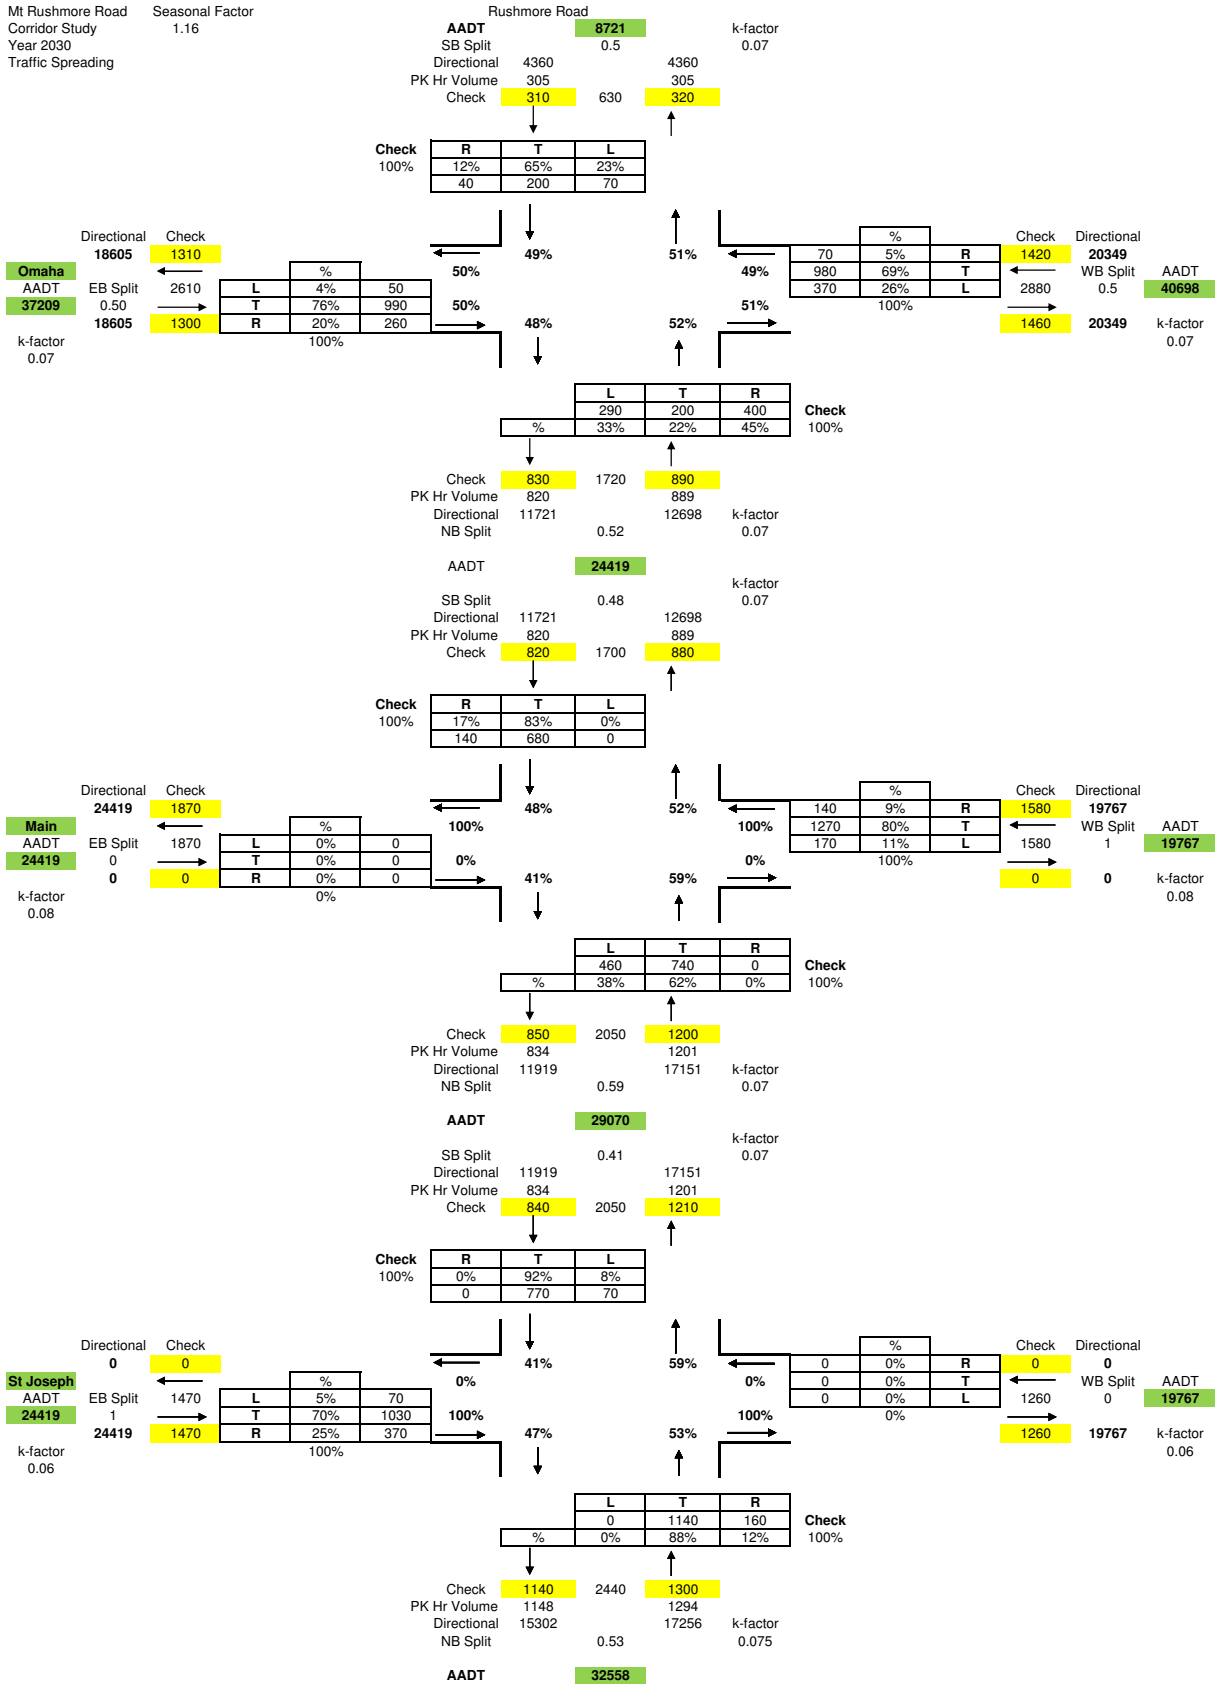 Mt Rushmore Road Seasonal Factor Rushmore Road
Corridor Study 1.16 AADT 8721 k-factor
Year 2030 SB Split 0.5 0.07
Traffic Spreading Directional 4360 4360
PK Hr Volume 305 305
Check 310 630 320
Check R T L
100% 12% 65% 23%
40 200 70
%
Directional Check 49% 51% 70 5% R Check Directional
18605 1310 1420 20349
Omaha % 50% 49% 980 69% T WB Split AADT
AADT EB Split 2610 L 4% 50 370 26% L 2880 0.5 40698
37209 0.50 T 76% 990 50% 51% 100%
18605 1300 R 20% 260 48% 52% 1460 20349 k-factor
k-factor 100% 0.07
0.07
L T R
290 200 400 Check
% 33% 22% 45% 100%
Check 830 1720 890
PK Hr Volume 820 889
Directional 11721 12698 k-factor
NB Split 0.52 0.07
AADT 24419
k-factor
SB Split 0.48 0.07
Directional 11721 12698
PK Hr Volume 820 889
Check 820 1700 880
Check R T L
100% 17% 83% 0%
140 680 0
%
Directional Check 48% 52% 140 9% R Check Directional
24419 1870 1580 19767
Main % 100% 100% 1270 80% T WB Split AADT
AADT EB Split 1870 L 0% 0 170 11% L 1580 1 19767
24419 0 T 0% 0 0% 0% 100%
0 0 R 0% 0 41% 59% 0 0 k-factor
k-factor 0% 0.08
0.08
L T R
460 740 0 Check
% 38% 62% 0% 100%
Check 850 2050 1200
PK Hr Volume 834 1201
Directional 11919 17151 k-factor
NB Split 0.59 0.07
AADT 29070
k-factor
SB Split 0.41 0.07
Directional 11919 17151
PK Hr Volume 834 1201
Check 840 2050 1210
Check R T L
100% 0% 92% 8%
0 770 70
%
Directional Check 41% 59% 0 0% R Check Directional
0 0 0 0
St Joseph % 0% 0% 0 0% T WB Split AADT
AADT EB Split 1470 L 5% 70 0 0% L 1260 0 19767
24419 1 T 70% 1030 100% 100% 0%
24419 1470 R 25% 370 47% 53% 1260 19767 k-factor
k-factor 100% 0.06
0.06
L T R
0 1140 160 Check
% 0% 88% 12% 100%
Check 1140 2440 1300
PK Hr Volume 1148 1294
Directional 15302 17256 k-factor
NB Split 0.53 0.075
AADT 32558